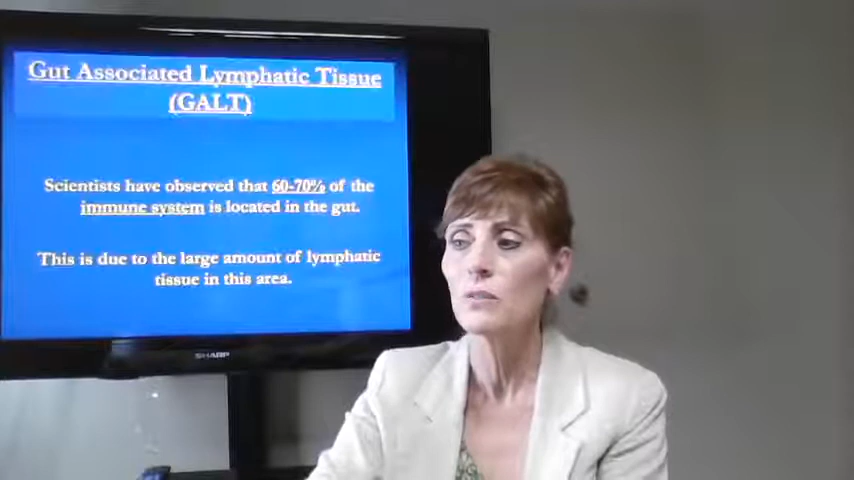 Gut Associated Lymphatic Tissue
(GALT)
Scientists have observed that 60-70% of the
immune system is located in the gut.
This is due to the large amount of lymphatic
tissue in this area.
SHARP